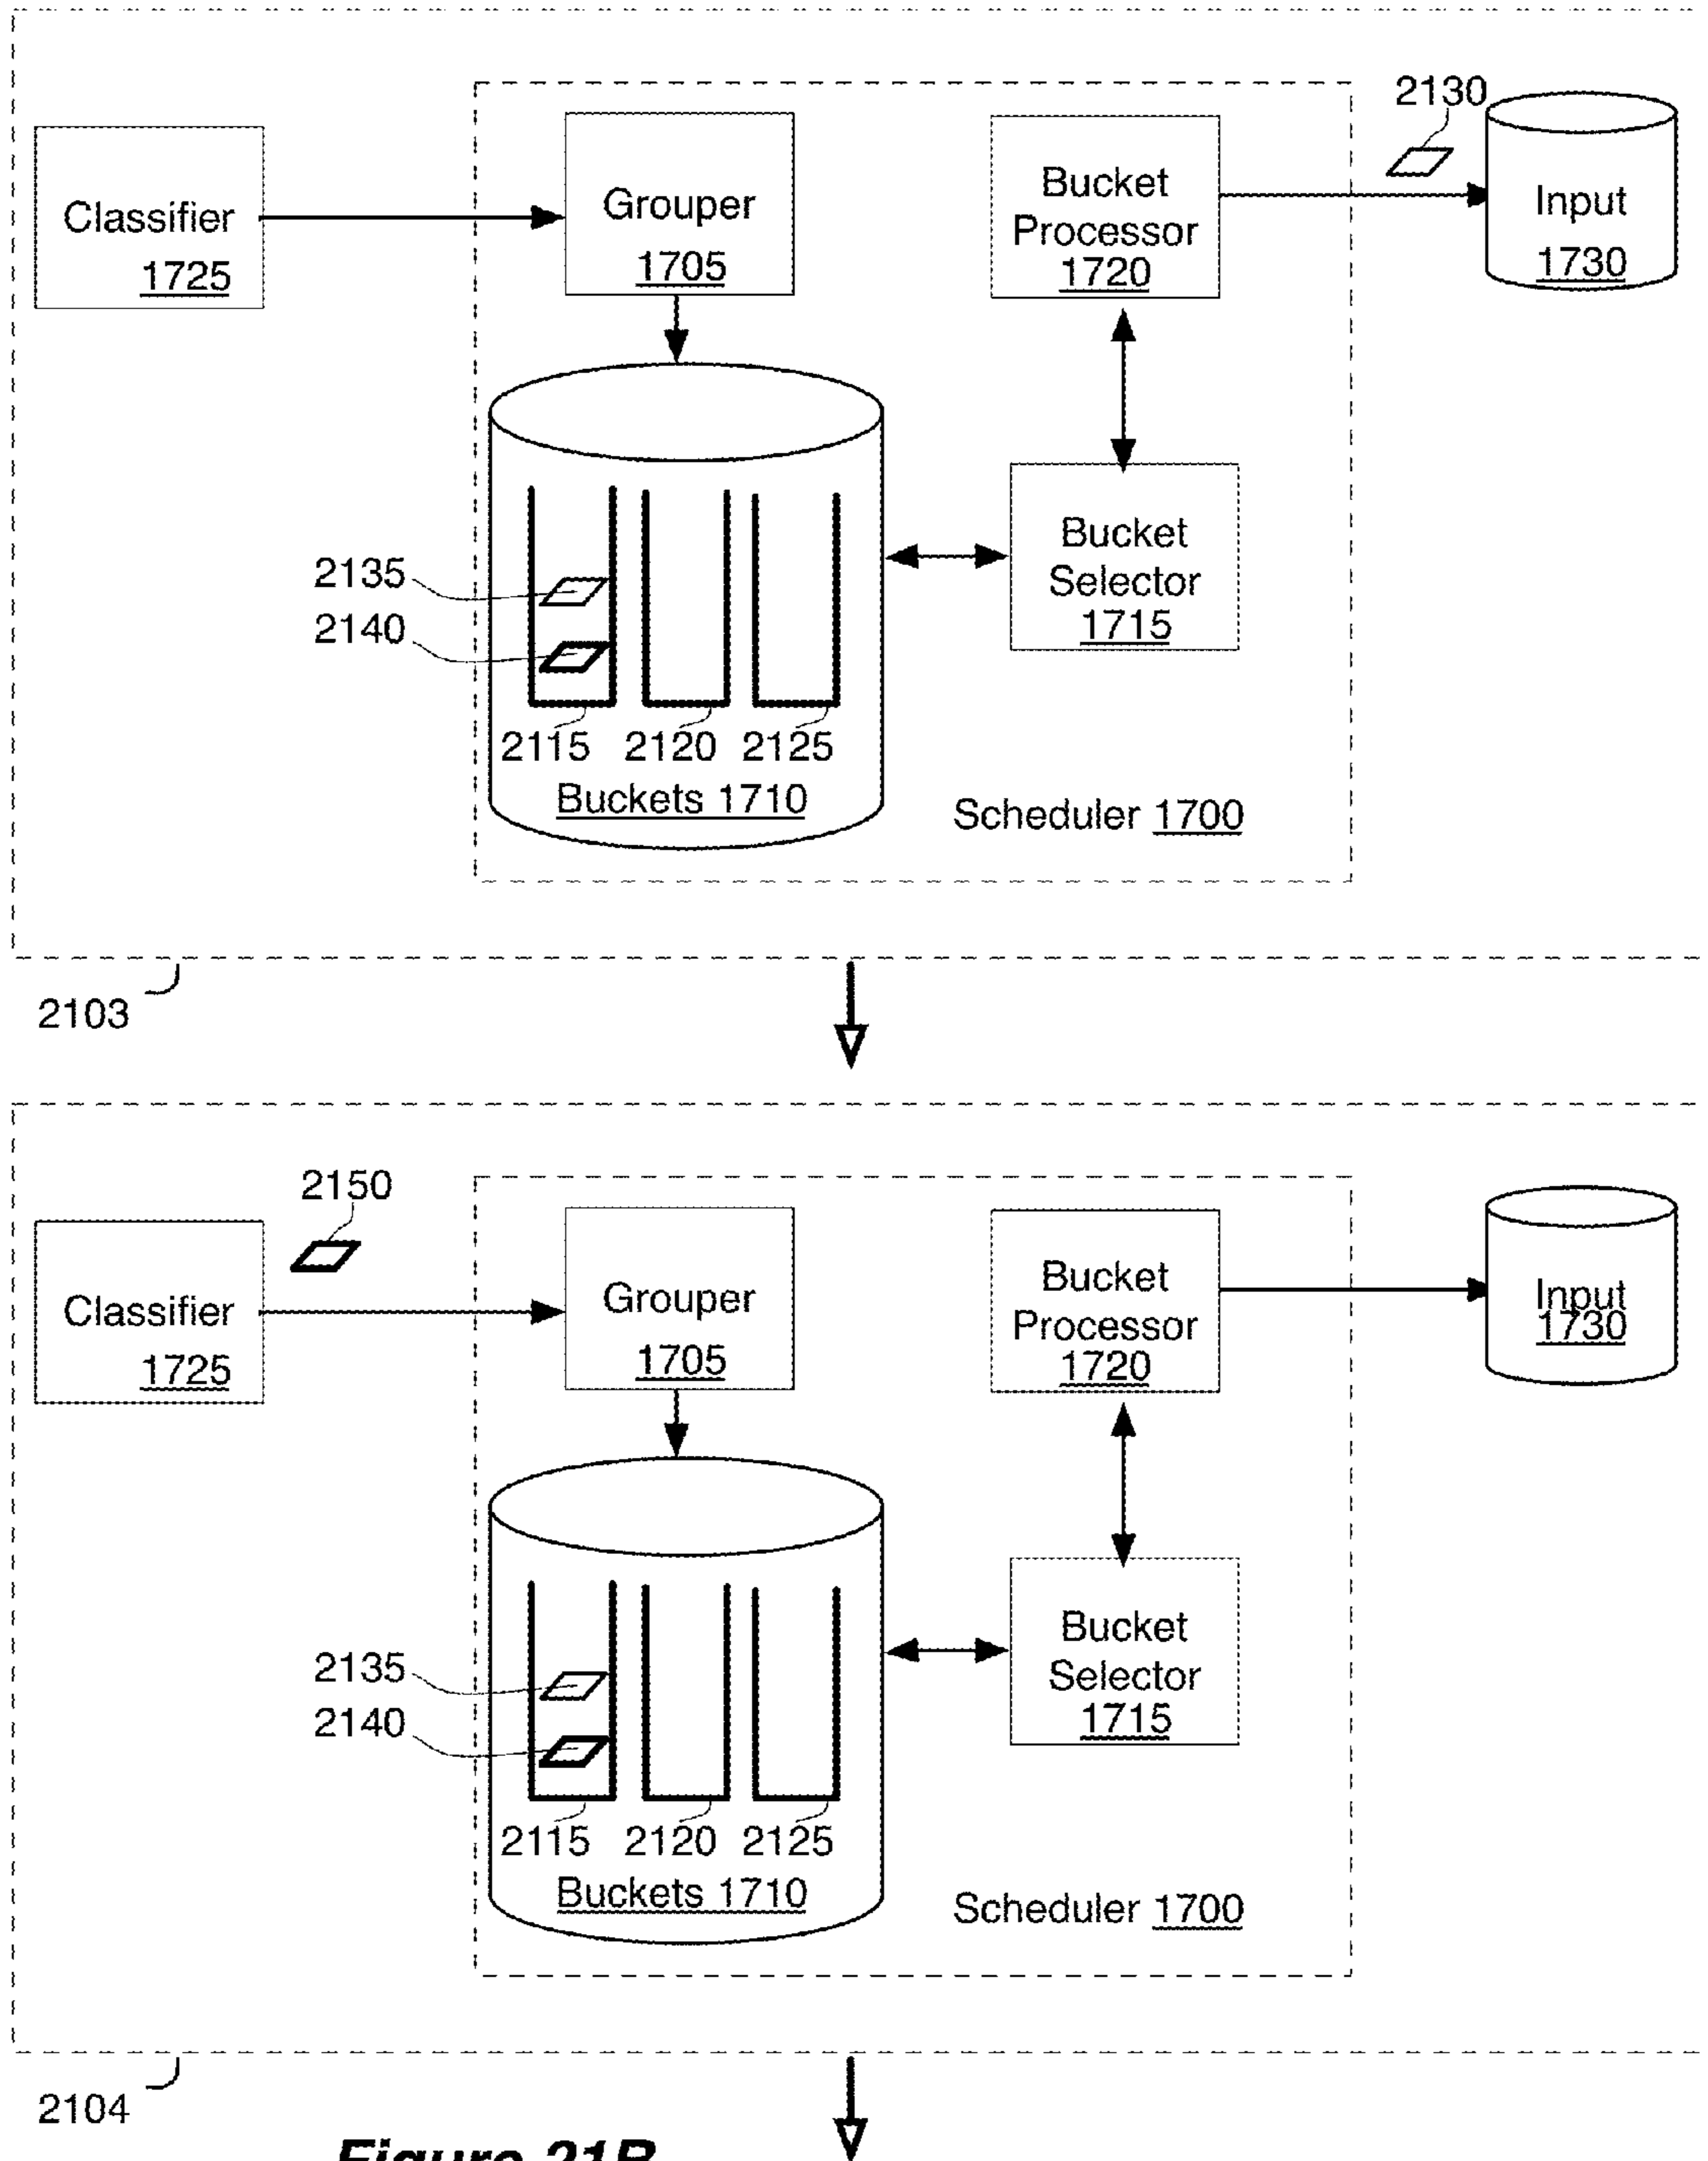 2130
Classifier
1725
Grouper
1705
Bucket
Processor
1720
Input
1730
2135
2140
Bucket
Selector
1715
2115 2120 2125
Buckets 1710
Scheduler 1700
2103
2150
Classifier
1725
Grouper
1705
Bucket
Processor
1720
Input
1730
2135
2140
Bucket
Selector
1715
2115 2120 2125
Buckets 1710
Scheduler 1700
2104
Figure 21B